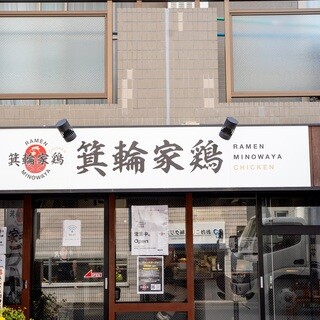 RAMEN
箕輪家鶏
MINOWAYA
箕輪家鶏
RAMEN
MINOWAYA
CHICKEN
Open